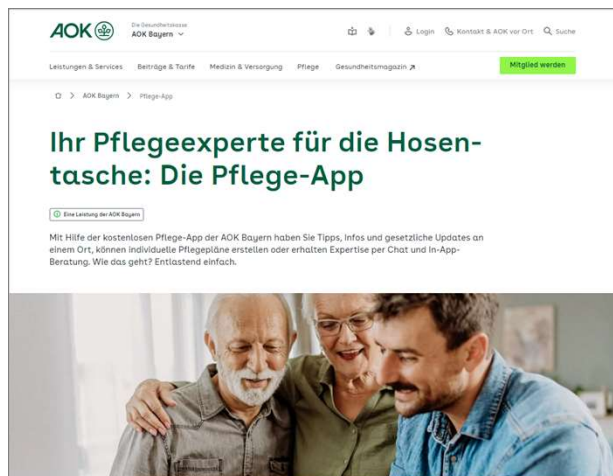 AOK
Die Gesundheitskasse
AOK Bayern
Login
Kontakt & AOK vor Ort
Suche
Leistungen & Services
Beiträge & Tarife
Medizin & Versorgung
Pflege
Gesundheitsmagazin
Mitglied werden
AOK Bayern
Pflege-App
Ihr Pflegeexperte für die Hosen-
tasche: Die Pflege-App
Eine Leistung der AOK Bayern
Mit Hilfe der kostenlosen Pflege-App der AOK Bayern haben Sie Tipps, Infos und gesetzliche Updates an
einem Ort, können individuelle Pflegepläne erstellen oder erhalten Expertise per Chat und In-App-
Beratung. Wie das geht? Entlastend einfach.